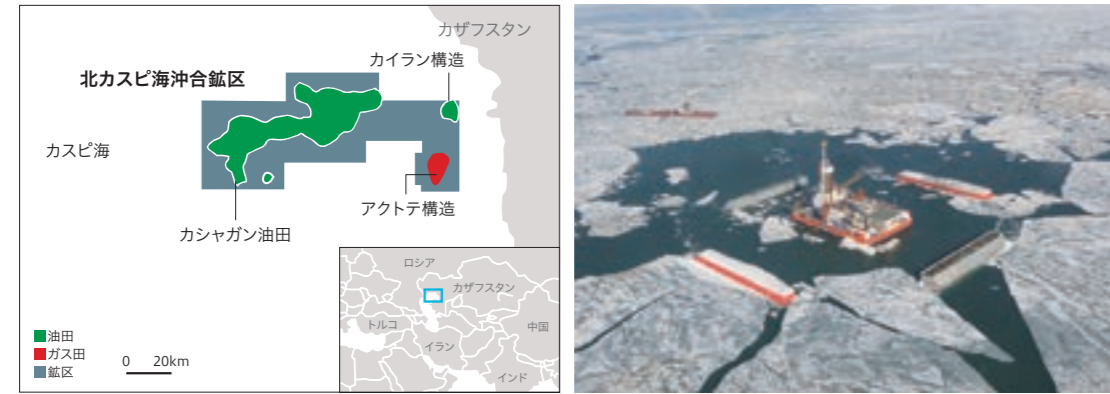 カザフスタン
カイラン構造
北カスピ海沖合鉱区
カスピ海
アクトテ構造
カシャガン油田
ロシア
カザフスタン
トルコ
中国
イラン
インド
油田
ガス田
鉱区
0 20km